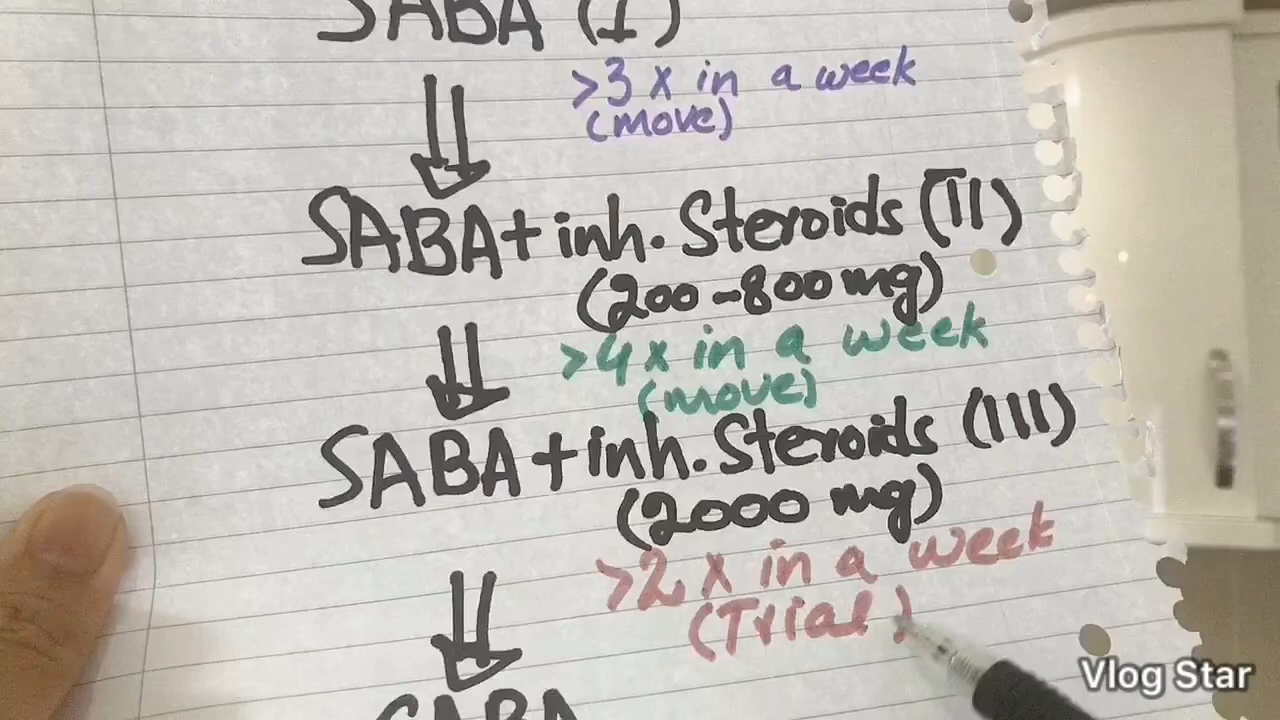 SABA (I)
>3 x in a week
(move)
SABA + inh. Steroids (II)
(200-800 mg)
>4 x in a week
(move)
SABA + inh. Steroids (III)
(2000 mg)
>2 x in a week
(Trial)
SABA
Vlog Star